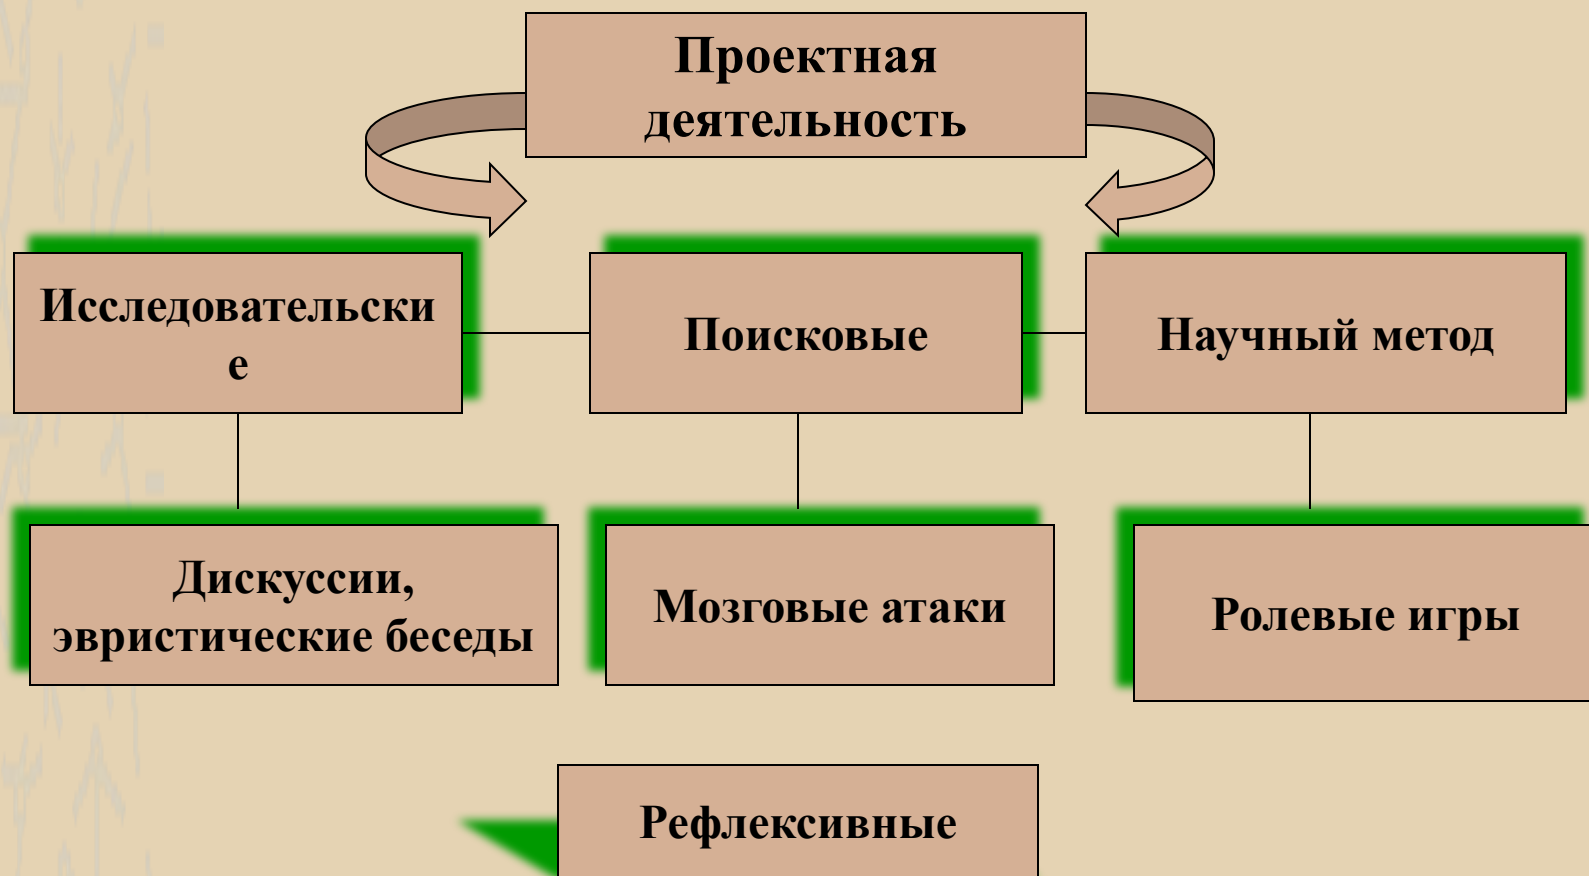 Проектная
деятельность
Исследовательски
е
Поисковые
Научный метод
Дискуссии,
эвристические беседы
Мозговые атаки
Ролевые игры
Рефлексивные